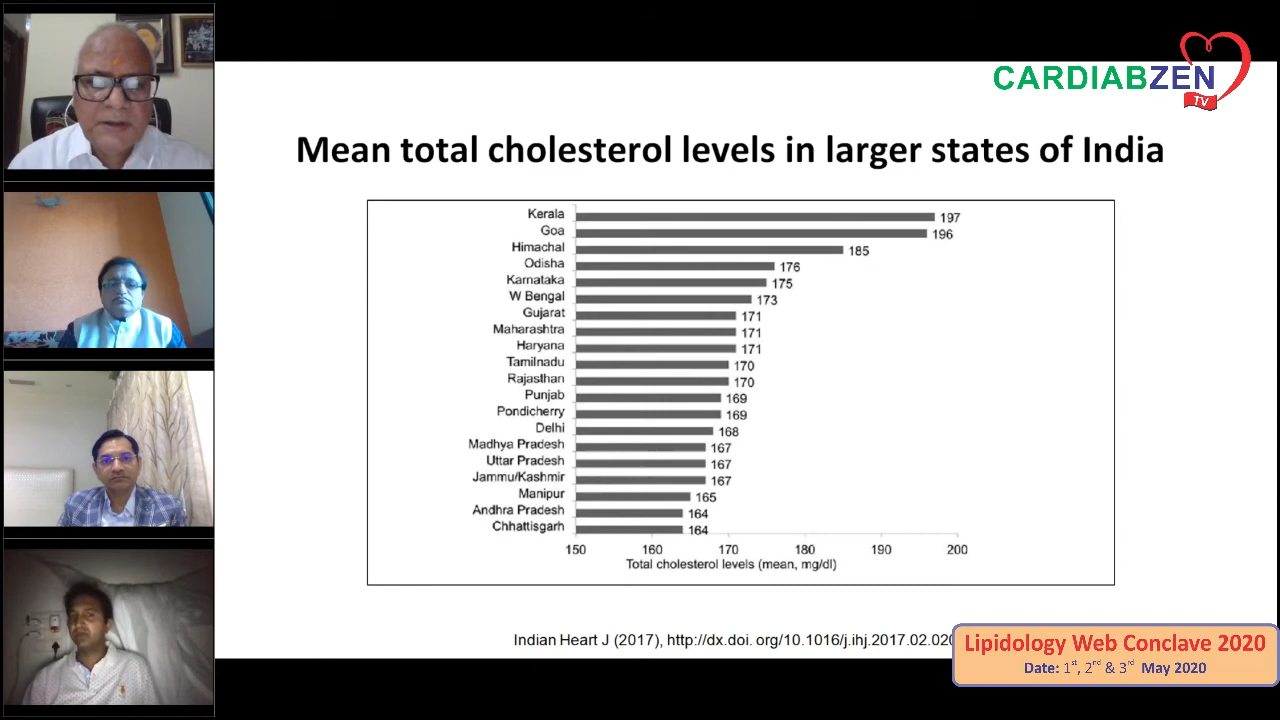 CARDIABZEN
TV
Mean total cholesterol levels in larger states of India
Kerala 197
Goa 196
Himachal 185
Odisha 176
Karnataka 175
W Bengal 173
Gujarat 171
Maharashtra 171
Haryana 171
Tamilnadu 170
Rajasthan 170
Punjab 169
Pondicherry 169
Delhi 168
Madhya Pradesh 167
Uttar Pradesh 167
Jammu/Kashmir 167
Manipur 165
Andhra Pradesh 164
Chhattisgarh 164
150 160 170 180 190 200
Total cholesterol levels (mean, mg/dl)
Indian Heart J (2017), http://dx.doi. org/10.1016/j.ihj.2017.02.020
Lipidology Web Conclave 2020
Date: 1st, 2nd & 3rd May 2020